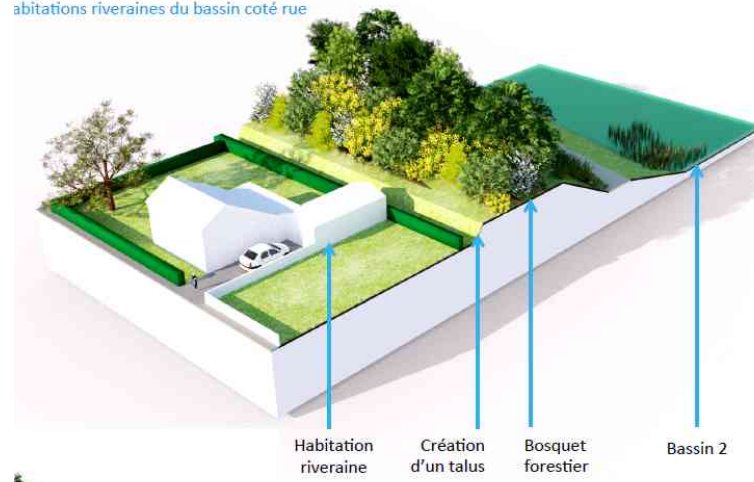 abitations riveraines du bassin coté rue
Habitation
riveraine
Création
d'un talus
Bosquet
forestier
Bassin 2